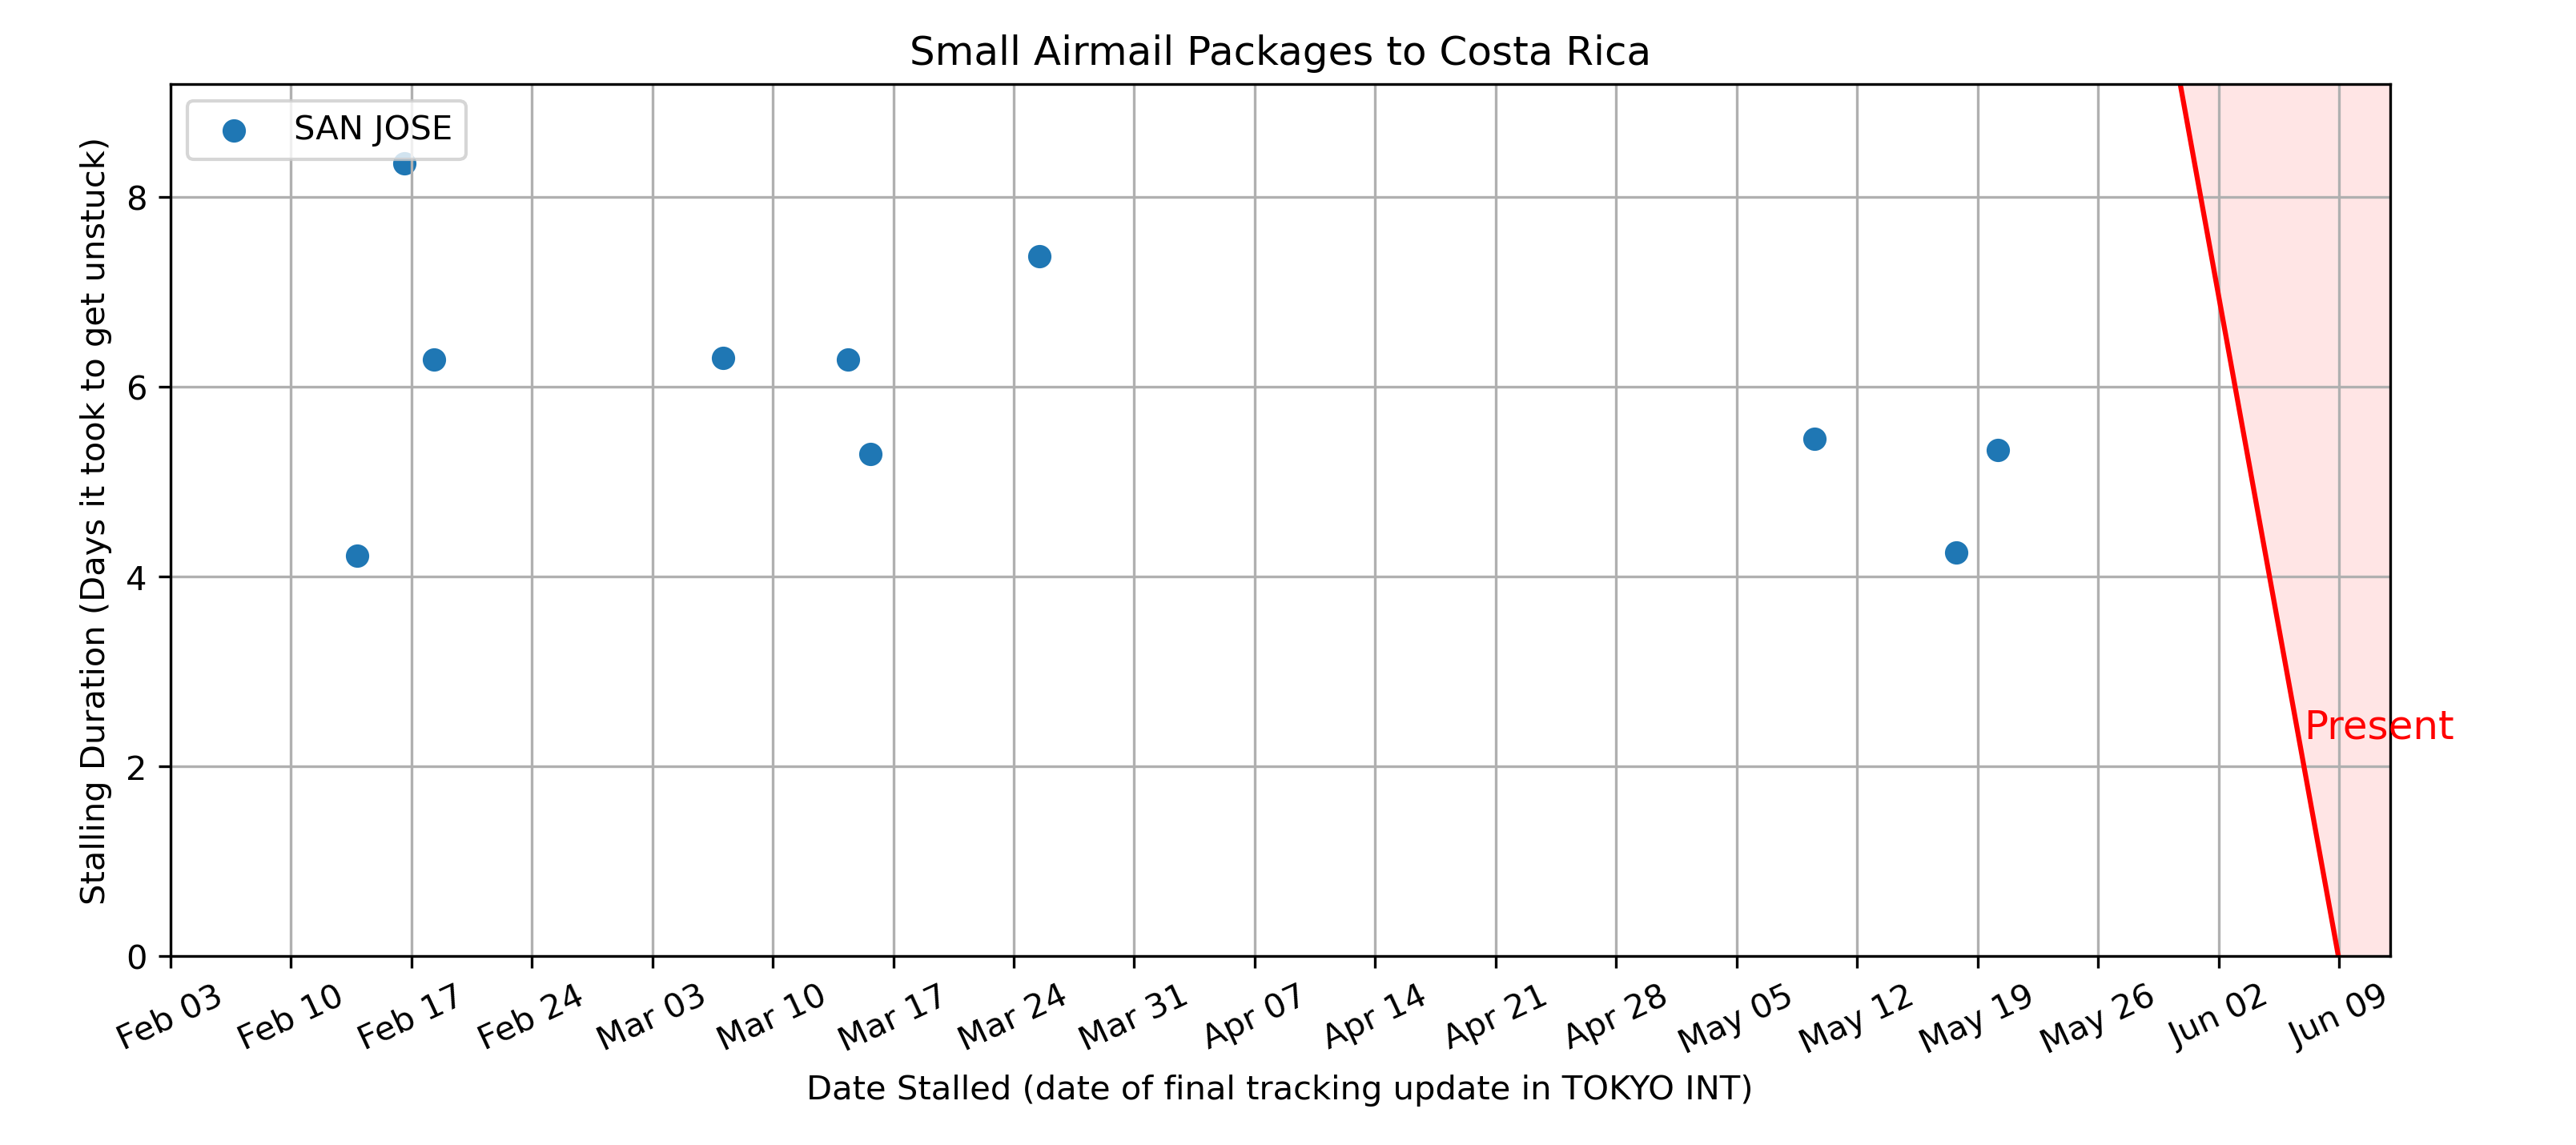 Small Airmail Packages to Costa Rica
SAN JOSE
Stalling Duration (Days it took to get unstuck)
8
6
4
2
0
Present
Feb 03
Feb 10
Feb 17
Feb 24
Mar 03
Mar 10
Mar 17
Mar 24
Mar 31
Apr 07
Apr 14
Apr 21
Apr 28
May 05
May 12
May 19
May 26
Jun 02
Jun 09
Date Stalled (date of final tracking update in TOKYO INT)